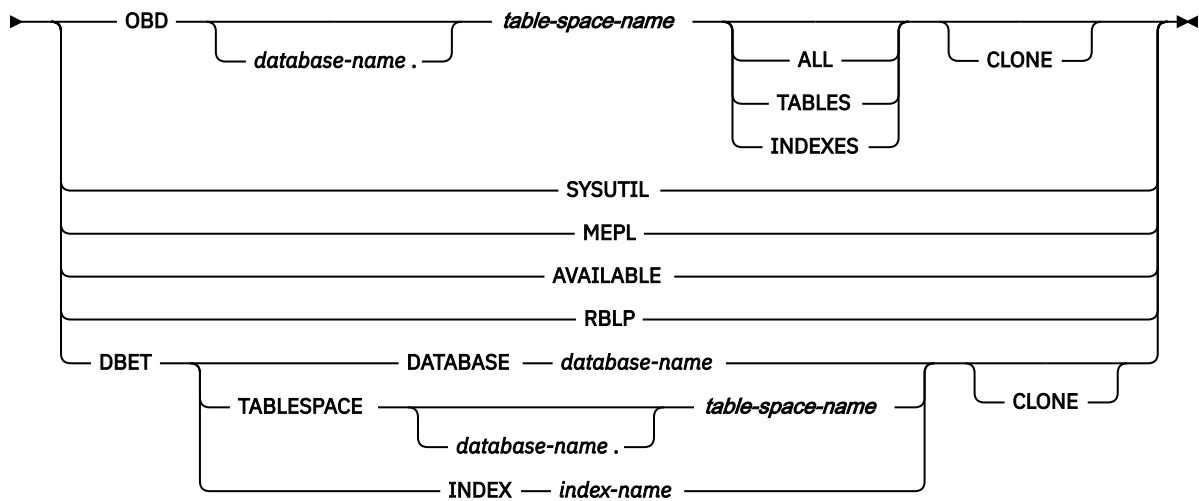 OBD table-space-name
database-name . ALL CLONE
TABLES
INDEXES
SYSUTIL
MEPL
AVAILABLE
RBLP
DBET DATABASE database-name
TABLESPACE table-space-name CLONE
database-name .
INDEX index-name